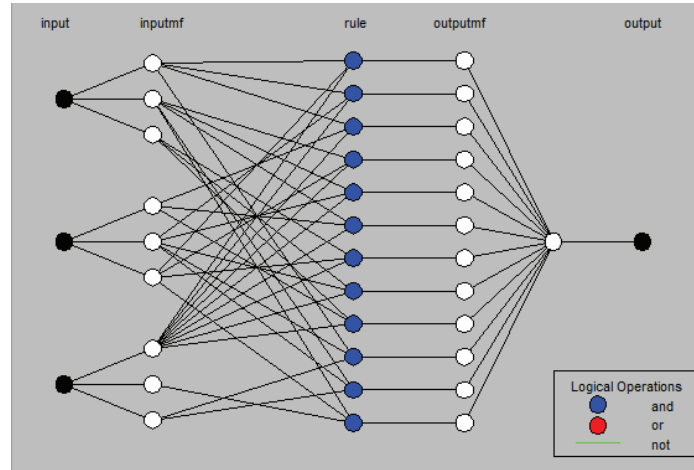 input inputmf rule outputmf output
Logical Operations
and
or
not